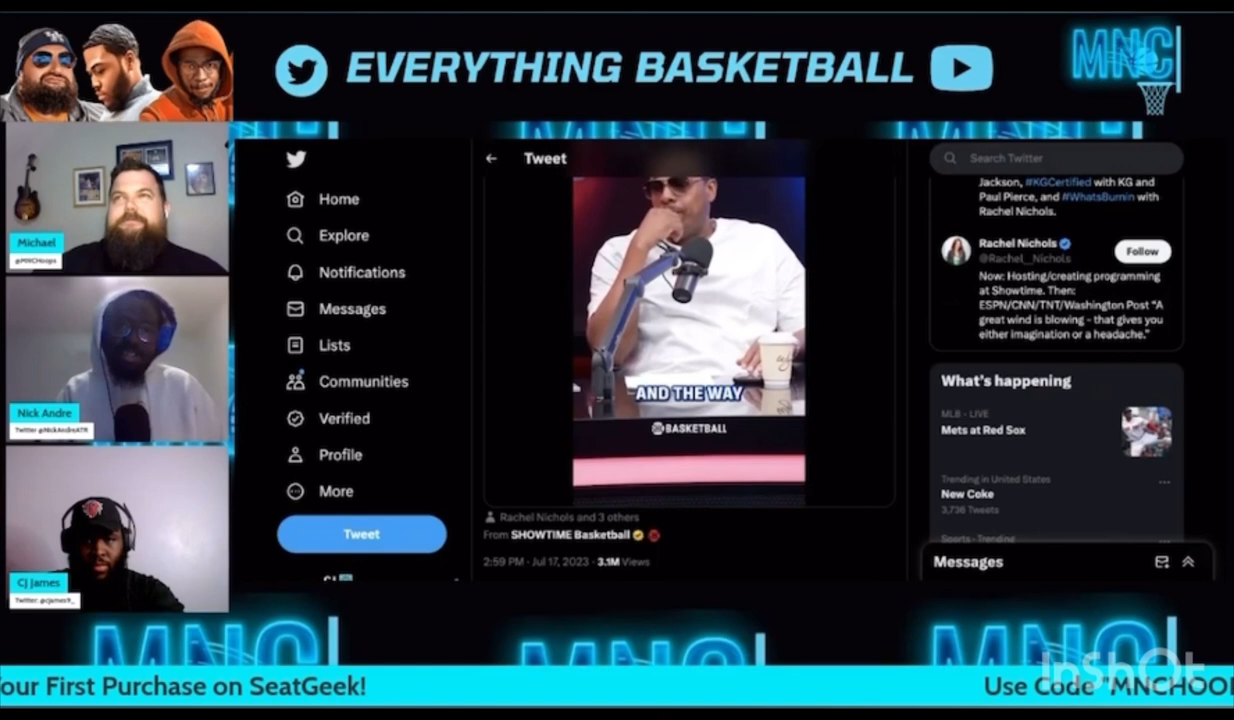 EVERYTHING BASKETBALL
MNC
Michael
@MNCHoops
Nick Andre
Twitter @NickAndreATR
CJ James
Twitter: @cjames9_
Home
Explore
Notifications
Messages
Lists
Communities
Verified
Profile
More
Tweet
Tweet
AND THE WAY
BASKETBALL
Rachel Nichols and 3 others
From SHOWTIME Basketball
2:59 PM · Jul 17, 2023 · 3.1M Views
Search Twitter
Jackson, #KGCertified with KG and
Paul Pierce, and #WhatsBurnin with
Rachel Nichols.
Rachel Nichols
@Rachel__Nichols
Follow
Now: Hosting/creating programming
at Showtime. Then:
ESPN/CNN/TNT/Washington Post "A
great wind is blowing - that gives you
either imagination or a headache."
What's happening
MLB · LIVE
Mets at Red Sox
Trending in United States
New Coke
3,736 Tweets
Sports · Trending
Messages
MNC
MNC
MNC
our First Purchase on SeatGeek!
Use Code "MNCHOO
InShOt